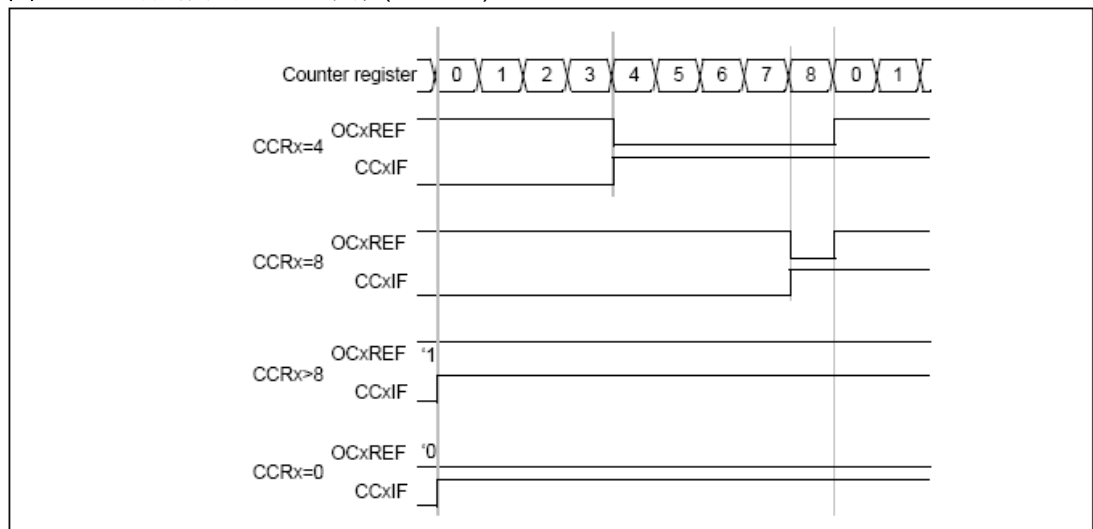 Counter register 0 1 2 3 4 5 6 7 8 0 1
OCxREF
CCRx=4
CCxIF
OCxREF
CCRx=8
CCxIF
OCxREF '1
CCRx>8
CCxIF
OCxREF '0
CCRx=0
CCxIF